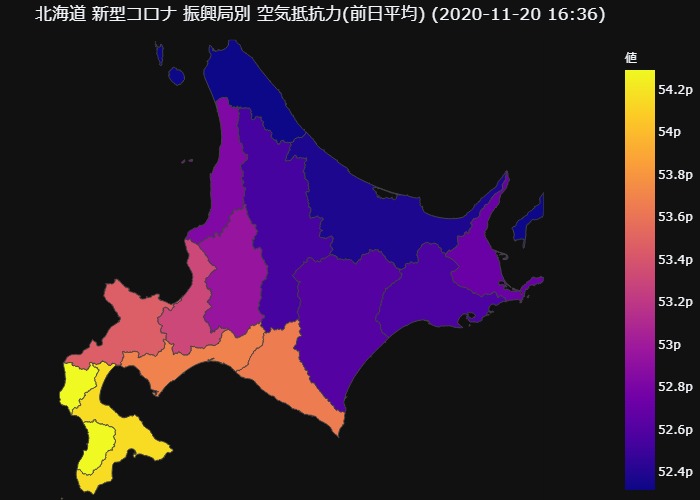 北海道 新型コロナ 振興局別 空気抵抗力(前日平均) (2020-11-20 16:36)
値
54.2p
54p
53.8p
53.6p
53.4p
53.2p
53p
52.8p
52.6p
52.4p